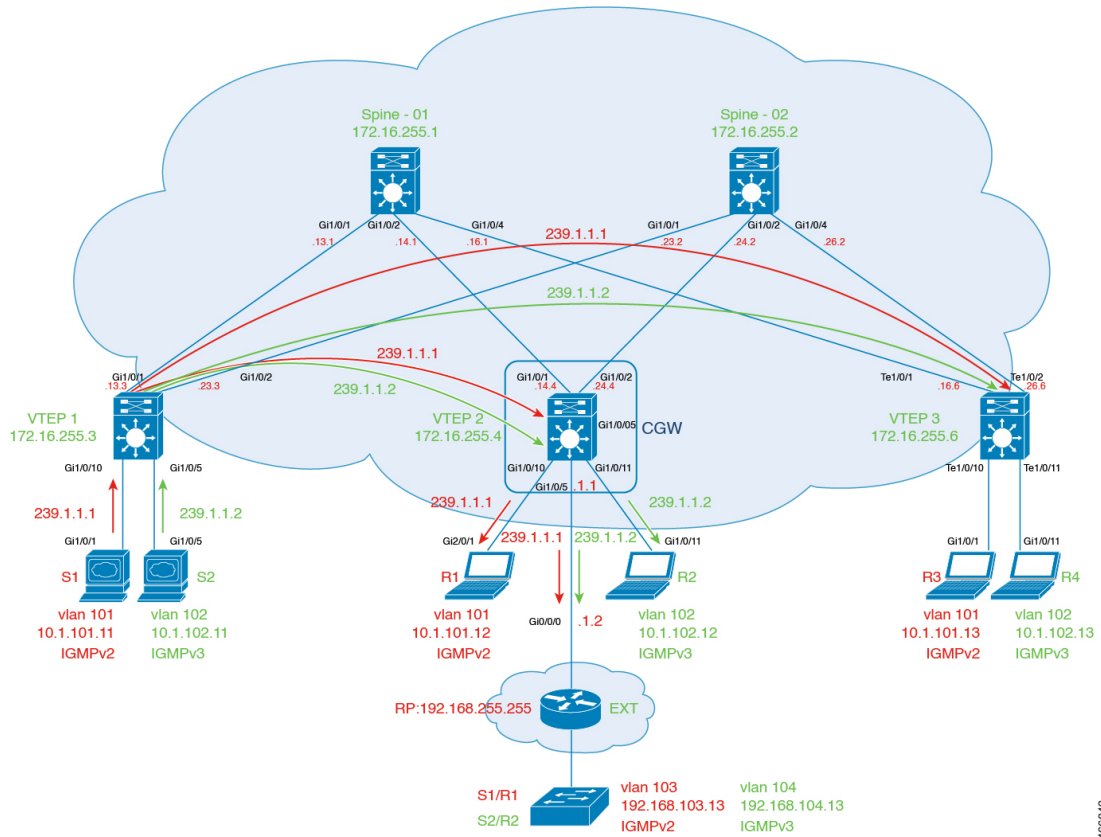 Spine - 01
172.16.255.1
Spine - 02
172.16.255.2
Gi1/0/1
Gi1/0/2
Gi1/0/4
.13.1
.14.1
.16.1
Gi1/0/1
Gi1/0/2
Gi1/0/4
.23.2
.24.2
.26.2
239.1.1.1
239.1.1.2
239.1.1.1
239.1.1.2
Gi1/0/1
.13.3
.23.3
Gi1/0/2
Gi1/0/1
Gi1/0/2
.14.4
.24.4
Te1/0/1
Te1/0/2
.16.6
.26.6
VTEP 1
172.16.255.3
VTEP 2
172.16.255.4
Gi1/0/05
CGW
VTEP 3
172.16.255.6
Gi1/0/10
Gi1/0/5
Gi1/0/10
Gi1/0/11
Gi1/0/5
.1.1
Te1/0/10
Te1/0/11
239.1.1.1
239.1.1.2
239.1.1.1
239.1.1.2
239.1.1.1
239.1.1.2
Gi1/0/1
Gi1/0/5
Gi2/0/1
Gi1/0/11
Gi1/0/1
Gi1/0/11
S1
S2
R1
R2
R3
R4
vlan 101
10.1.101.11
IGMPv2
vlan 102
10.1.102.11
IGMPv3
vlan 101
10.1.101.12
IGMPv2
Gi0/0/0
.1.2
vlan 102
10.1.102.12
IGMPv3
vlan 101
10.1.101.13
IGMPv2
vlan 102
10.1.102.13
IGMPv3
RP:192.168.255.255
EXT
S1/R1
S2/R2
vlan 103
192.168.103.13
IGMPv2
vlan 104
192.168.104.13
IGMPv3